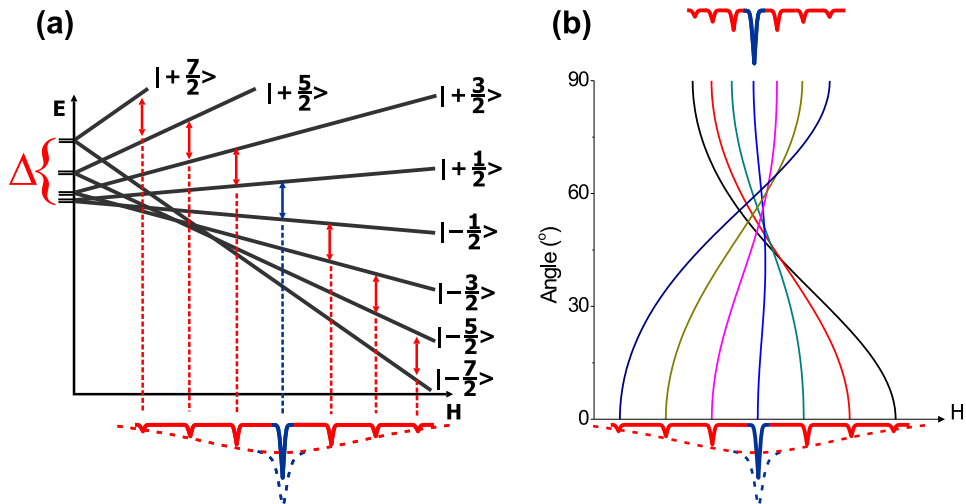 (a)
(b)
E
Δ{
|+7/2>
|+5/2>
|+3/2>
|+1/2>
|-1/2>
|-3/2>
|-5/2>
|-7/2>
H
90
60
30
0
Angle (°)
H